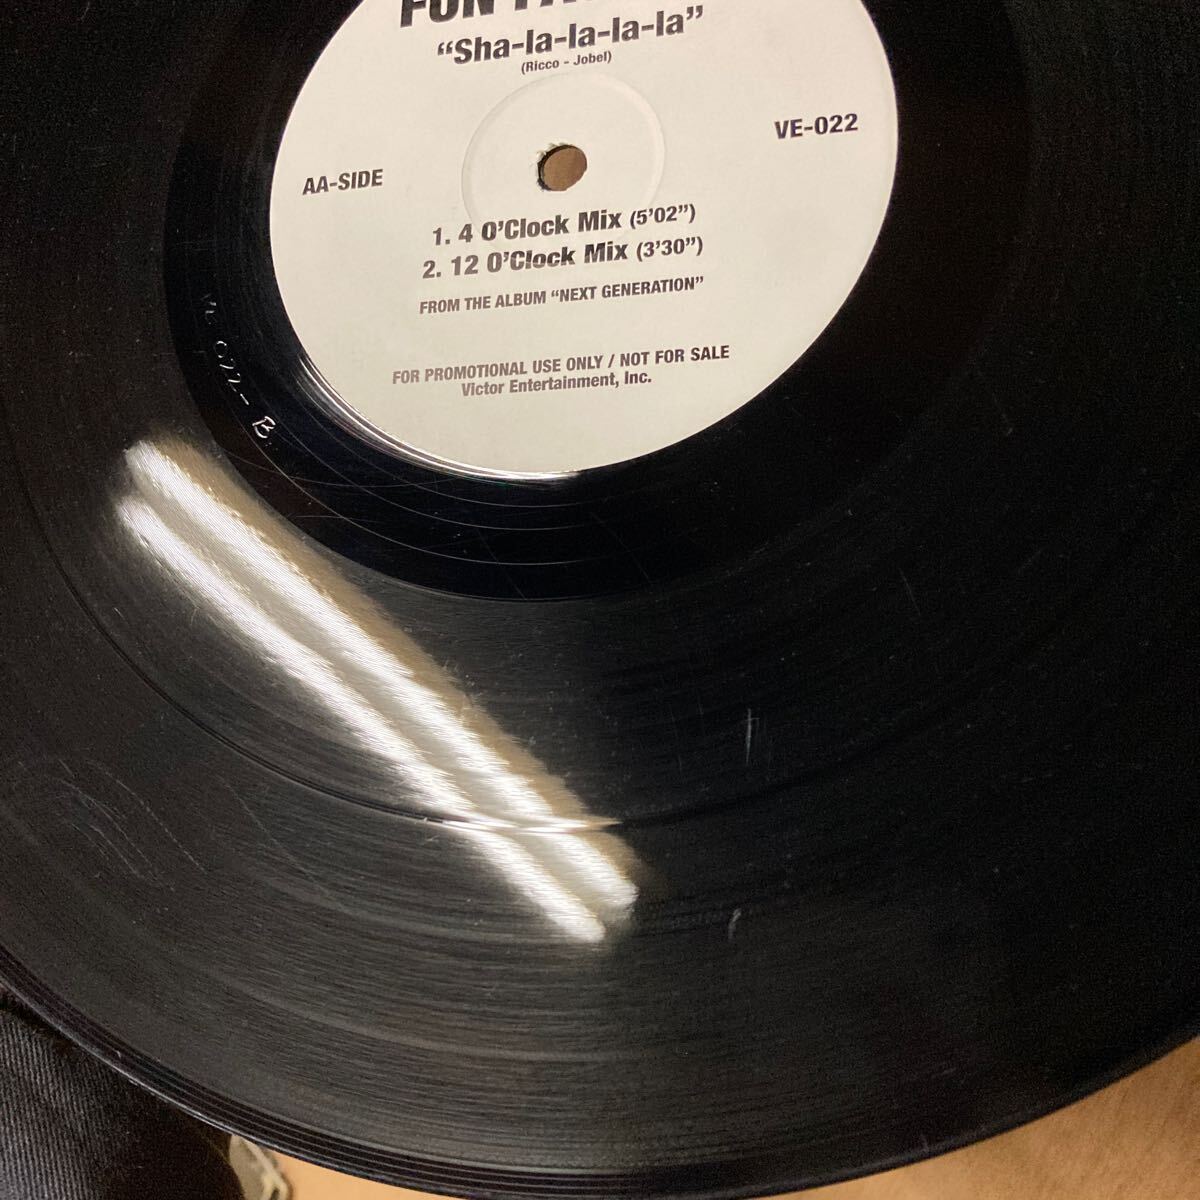 FUN
"Sha-la-la-la-la"
(Ricco - Jobel)
VE-022
AA-SIDE
1. 4 O'Clock Mix (5'02")
2. 12 O'Clock Mix (3'30")
FROM THE ALBUM "NEXT GENERATION"
FOR PROMOTIONAL USE ONLY / NOT FOR SALE
Victor Entertainment, Inc.